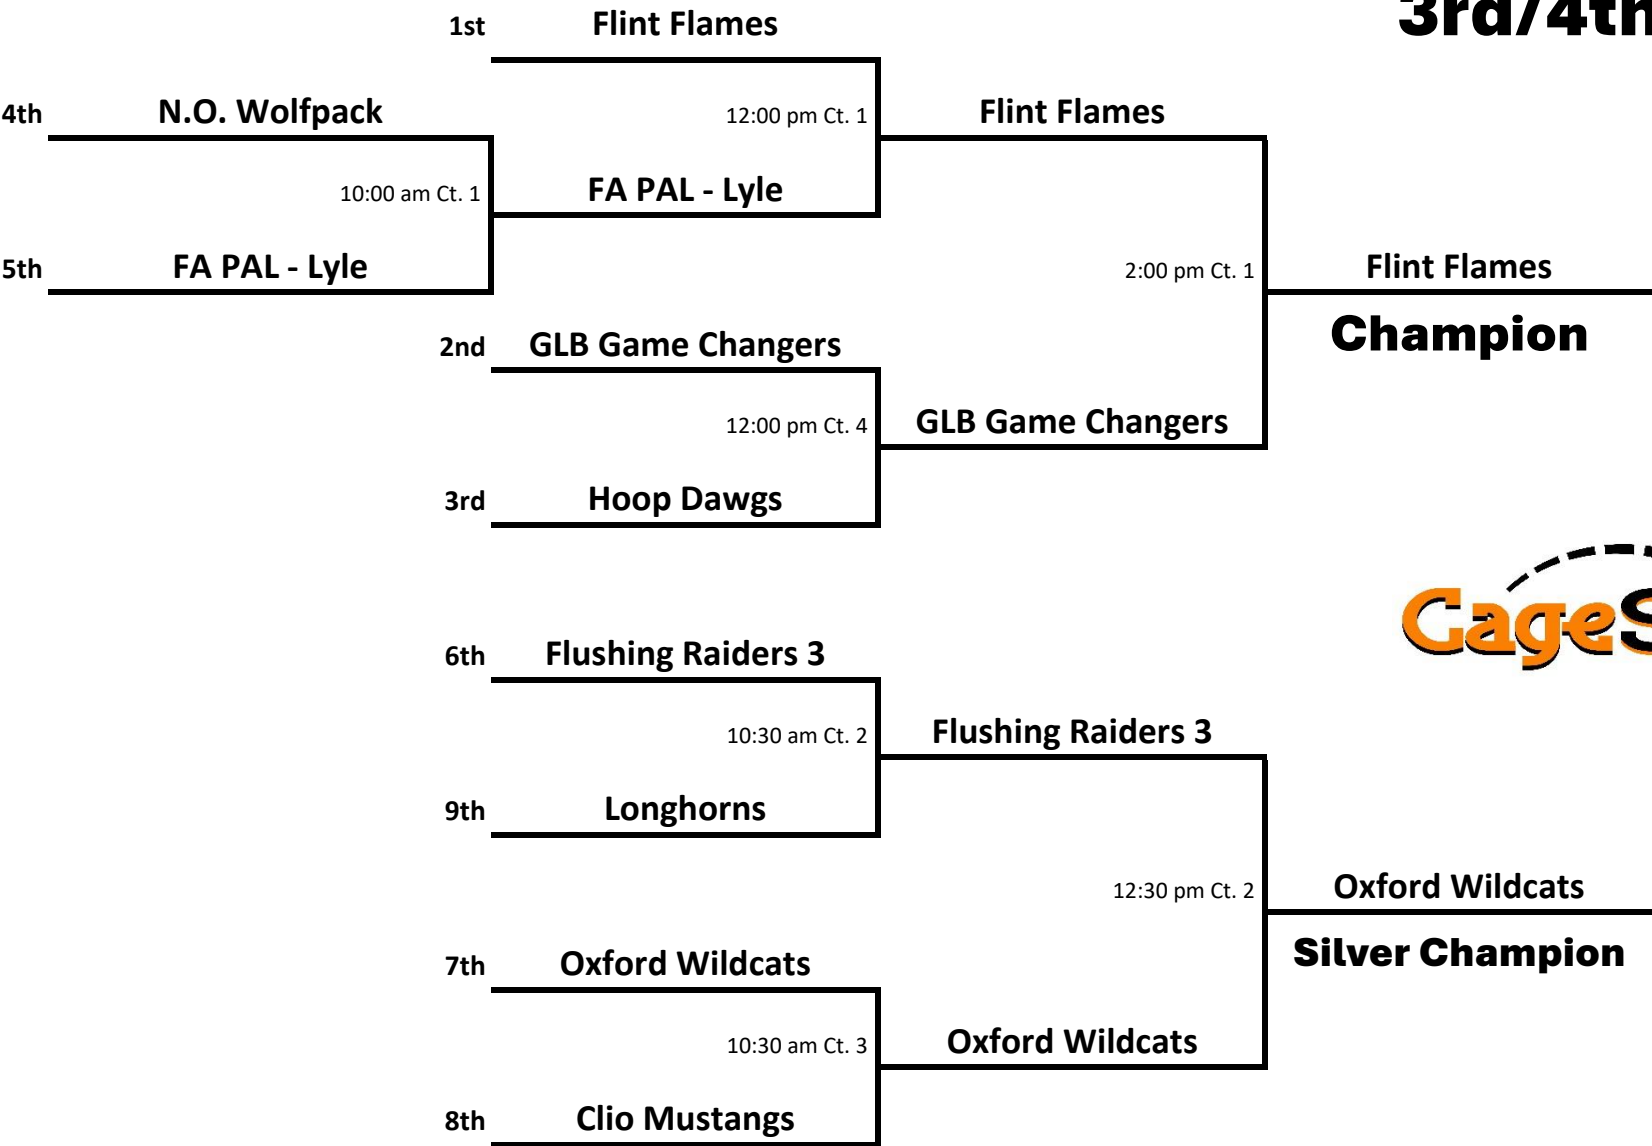 3rd/4th
1st Flint Flames
4th N.O. Wolfpack
12:00 pm Ct. 1
Flint Flames
10:00 am Ct. 1
FA PAL - Lyle
5th FA PAL - Lyle
2:00 pm Ct. 1
Flint Flames
Champion
2nd GLB Game Changers
12:00 pm Ct. 4
GLB Game Changers
3rd Hoop Dawgs
CageS
6th Flushing Raiders 3
10:30 am Ct. 2
Flushing Raiders 3
9th Longhorns
12:30 pm Ct. 2
Oxford Wildcats
Silver Champion
7th Oxford Wildcats
10:30 am Ct. 3
Oxford Wildcats
8th Clio Mustangs